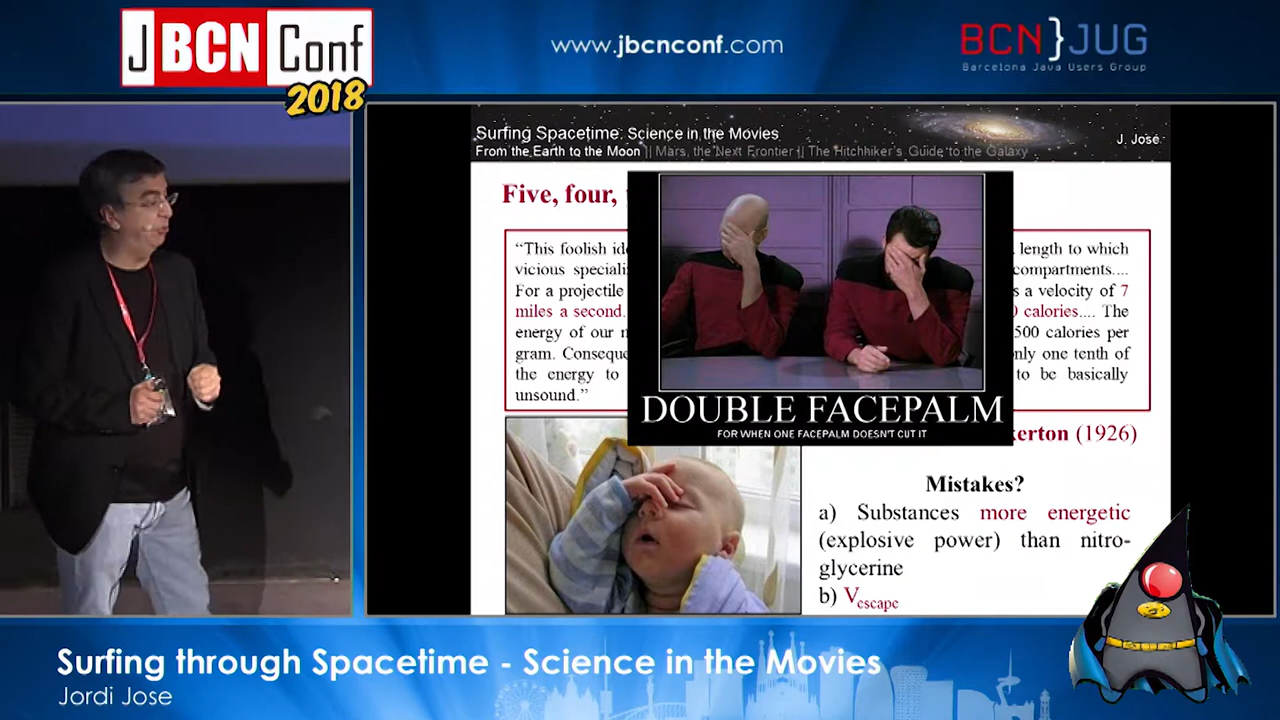 JBCN Conf
2018
www.jbcnconf.com
BCN}JUG
Barcelona Java Users Group
Surfing Spacetime: Science in the Movies
From the Earth to the Moon || Mars, the Next Frontier || The Hitchhiker's Guide to the Galaxy
J. José
Five, four,
“This foolish
length to which
vicious
compartments....
For a projectile
s a velocity of 7
miles a second.
calories.... The
energy of our
500 calories per
gram.
only one tenth of
the energy to
to be basically
unsound.”
DOUBLE FACEPALM
FOR WHEN ONE FACEPALM DOESN'T CUT IT
kerton (1926)
Mistakes?
a) Substances more energetic
(explosive power) than nitro-
glycerine
b) Vescape
Surfing through Spacetime - Science in the Movies
Jordi Jose